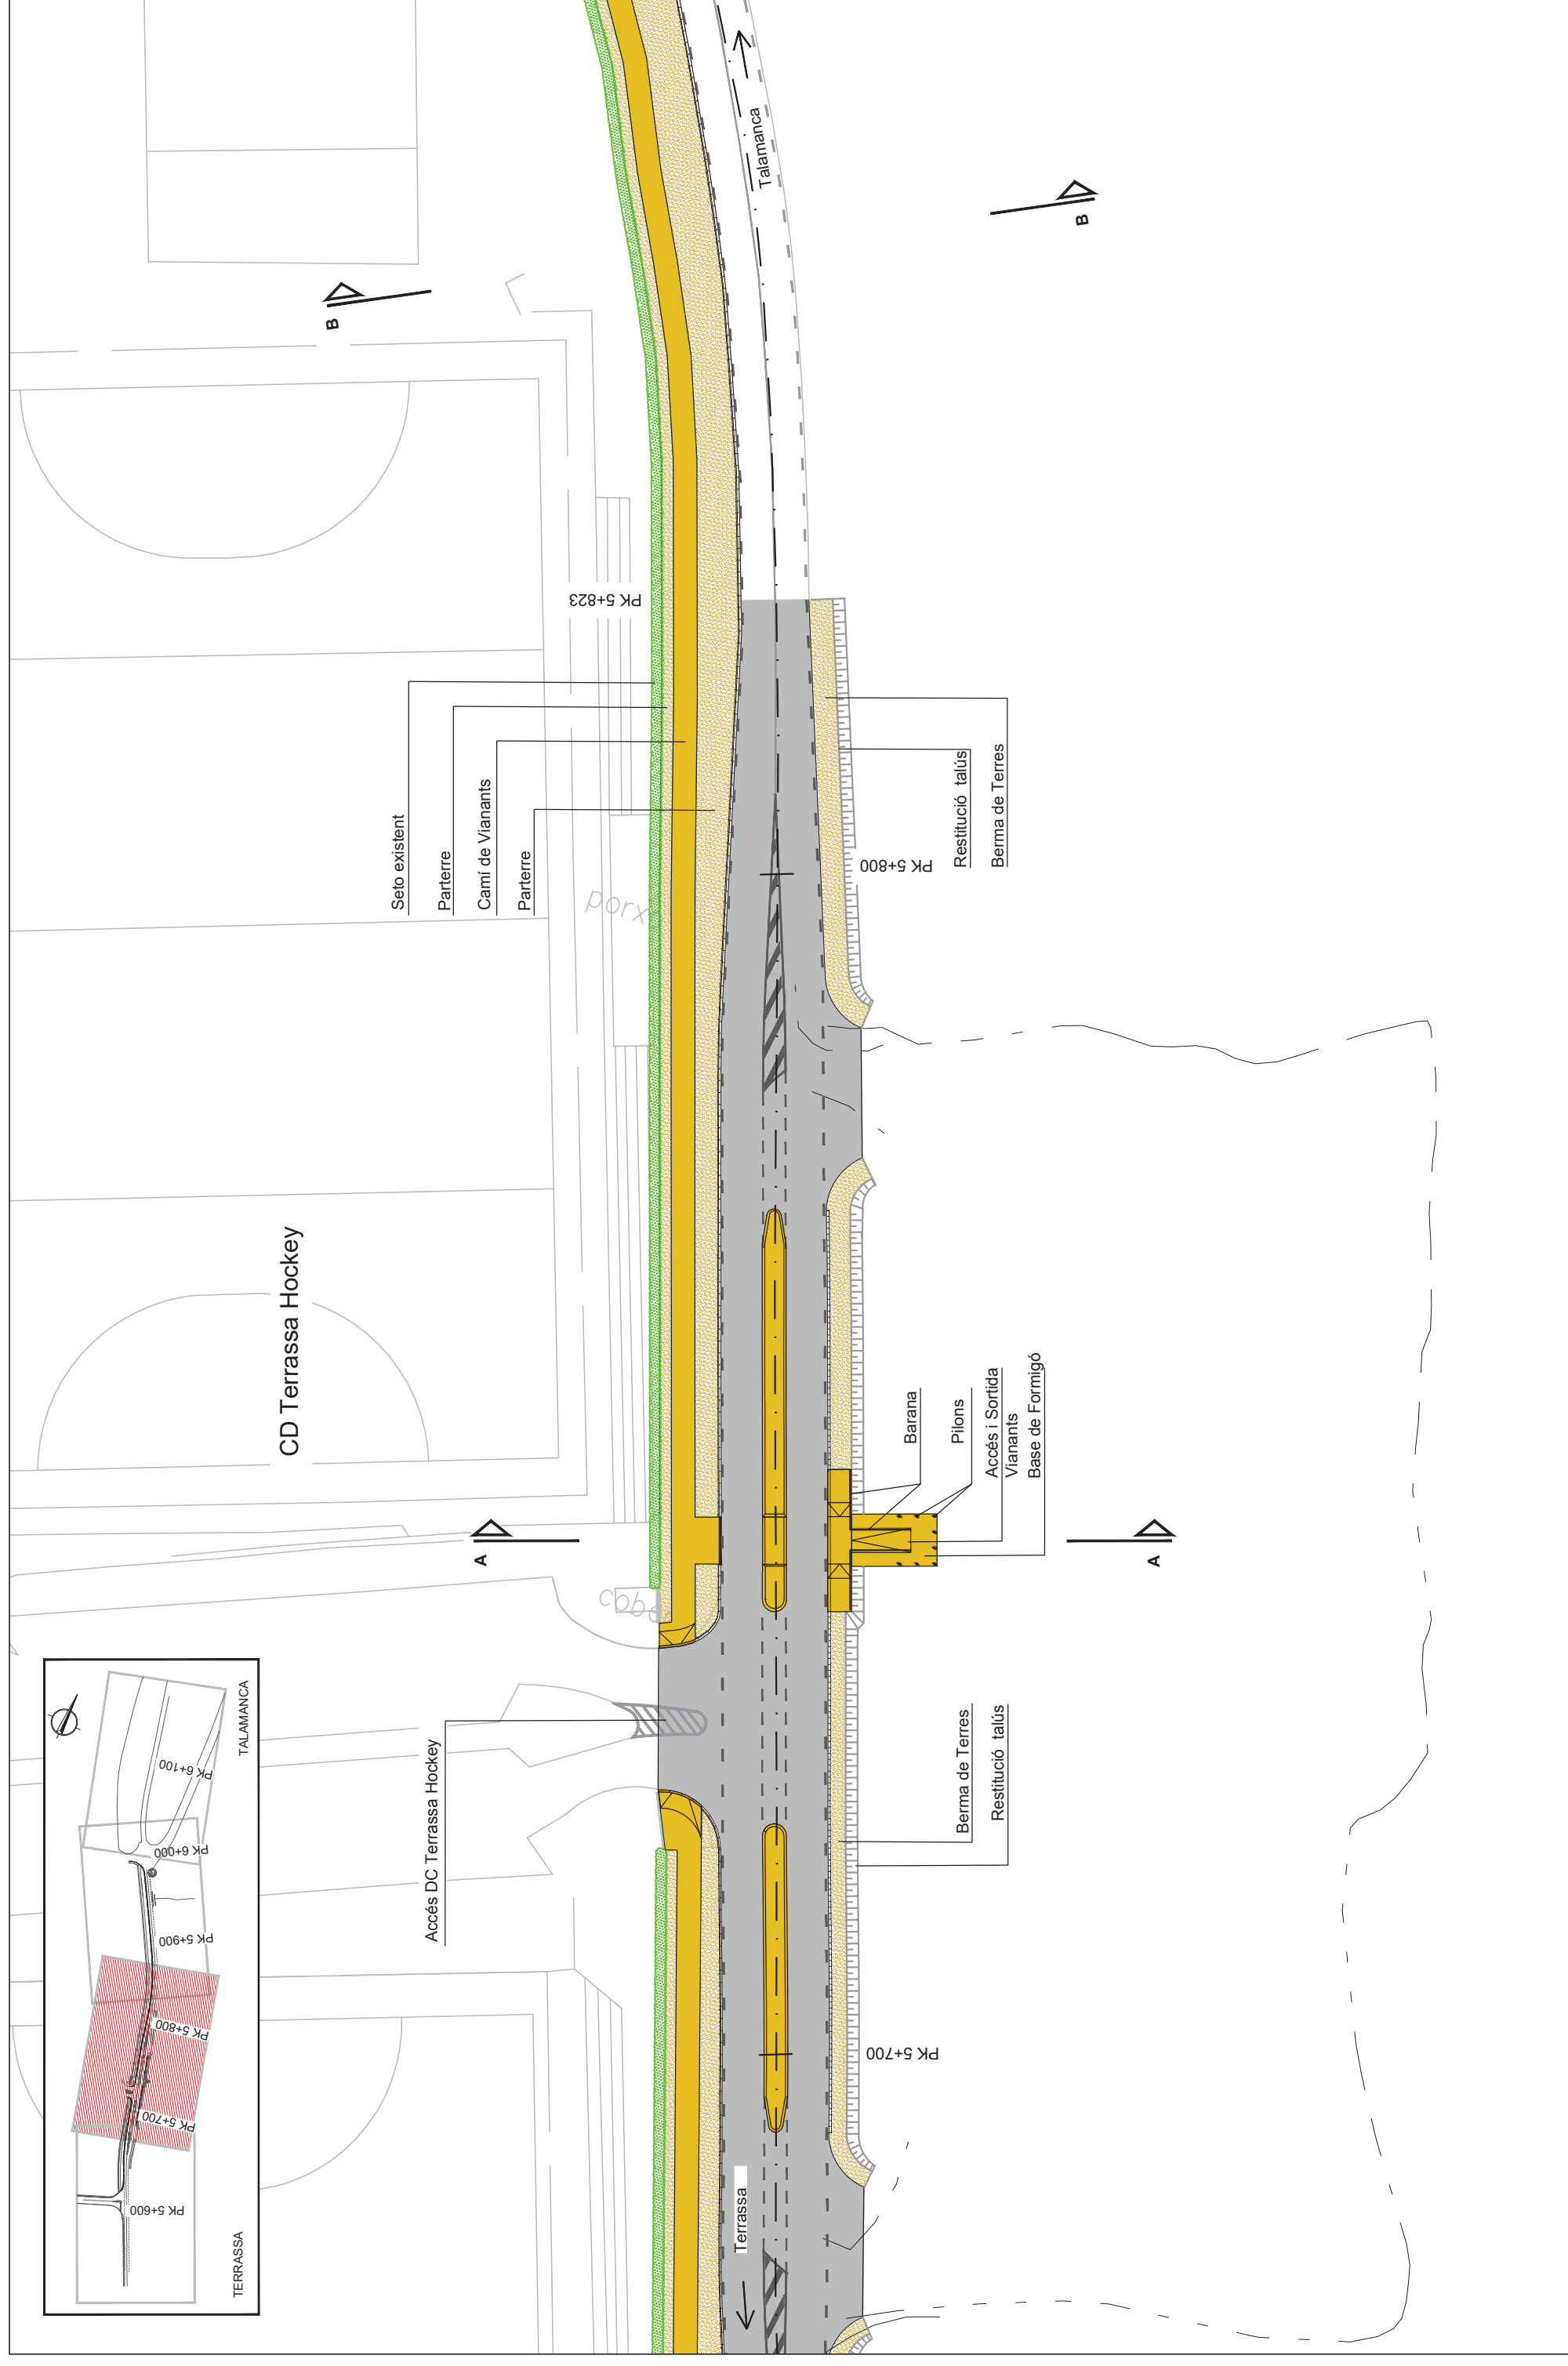 Talamanca
B
B
PK 5+823
Seto existent
Parterre
Camí de Vianants
Parterre
porx
PK 5+800
Restitució talús
Berma de Terres
CD Terrassa Hockey
Barana
Pilons
Accés i Sortida
Vianants
Base de Formigó
A
A
cobe
Accés DC Terrassa Hockey
Berma de Terres
Restitució talús
PK 5+700
Terrassa
TERRASSA
TALAMANCA
PK 5+600
PK 5+700
PK 5+800
PK 5+900
PK 6+000
PK 6+100